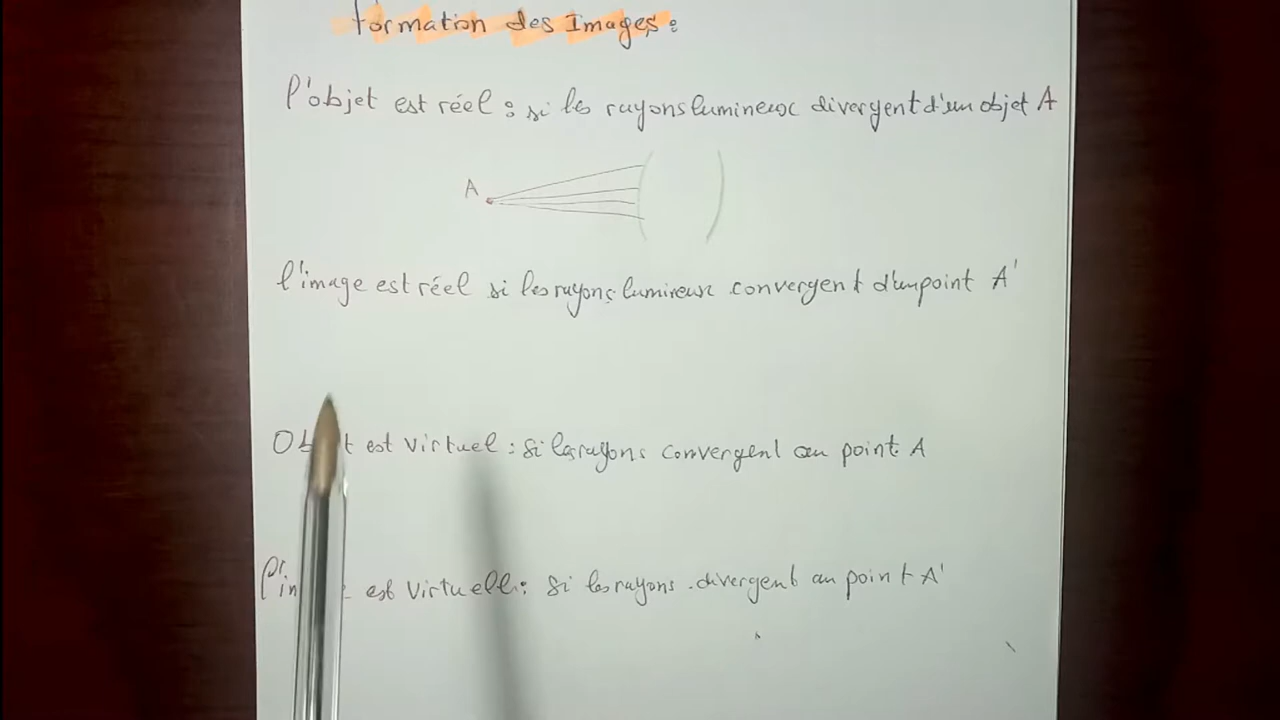 formation des Images :
l'objet est réel : si les rayons lumineux divergent d'un objet A
A
l'image est réel si les rayons lumineux convergent d'un point A'
est virtuel : si les rayons convergent au point A
est virtuelle : si les rayons divergent au point A'